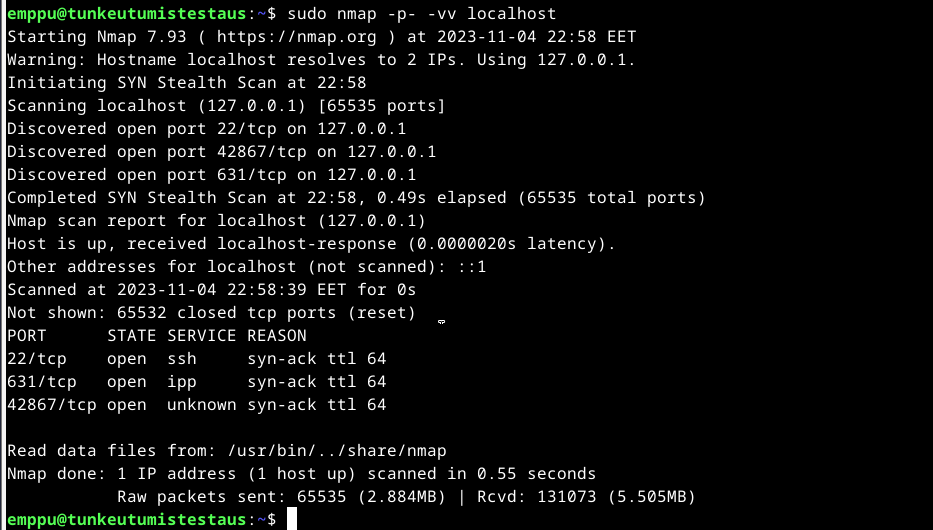 emppu@tunkeutumistestaus:~$ sudo nmap -p- -vv localhost
Starting Nmap 7.93 ( https://nmap.org ) at 2023-11-04 22:58 EET
Warning: Hostname localhost resolves to 2 IPs. Using 127.0.0.1.
Initiating SYN Stealth Scan at 22:58
Scanning localhost (127.0.0.1) [65535 ports]
Discovered open port 22/tcp on 127.0.0.1
Discovered open port 42867/tcp on 127.0.0.1
Discovered open port 631/tcp on 127.0.0.1
Completed SYN Stealth Scan at 22:58, 0.49s elapsed (65535 total ports)
Nmap scan report for localhost (127.0.0.1)
Host is up, received localhost-response (0.0000020s latency).
Other addresses for localhost (not scanned): ::1
Scanned at 2023-11-04 22:58:39 EET for 0s
Not shown: 65532 closed tcp ports (reset)
PORT      STATE SERVICE REASON
22/tcp    open  ssh     syn-ack ttl 64
631/tcp   open  ipp     syn-ack ttl 64
42867/tcp open  unknown syn-ack ttl 64

Read data files from: /usr/bin/../share/nmap
Nmap done: 1 IP address (1 host up) scanned in 0.55 seconds
           Raw packets sent: 65535 (2.884MB) | Rcvd: 131073 (5.505MB)
emppu@tunkeutumistestaus:~$